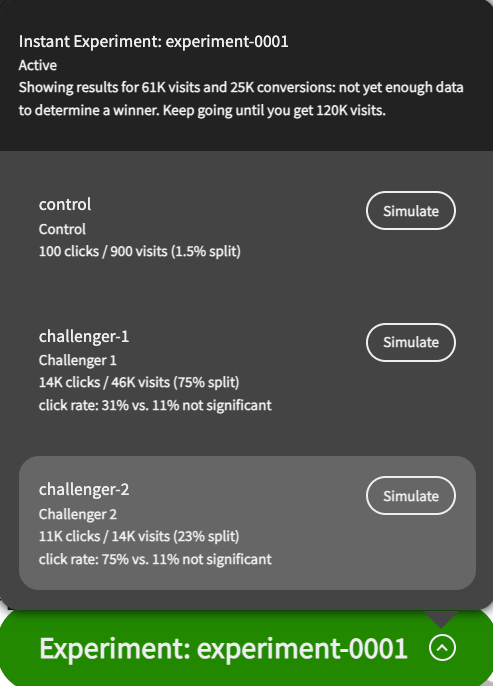 Instant Experiment: experiment-0001
Active
Showing results for 61K visits and 25K conversions: not yet enough data
to determine a winner. Keep going until you get 120K visits.
control
Simulate
Control
100 clicks / 900 visits (1.5% split)
challenger-1
Simulate
Challenger 1
14K clicks / 46K visits (75% split)
click rate: 31% vs. 11% not significant
challenger-2
Simulate
Challenger 2
11K clicks / 14K visits (23% split)
click rate: 75% vs. 11% not significant
Experiment: experiment-0001